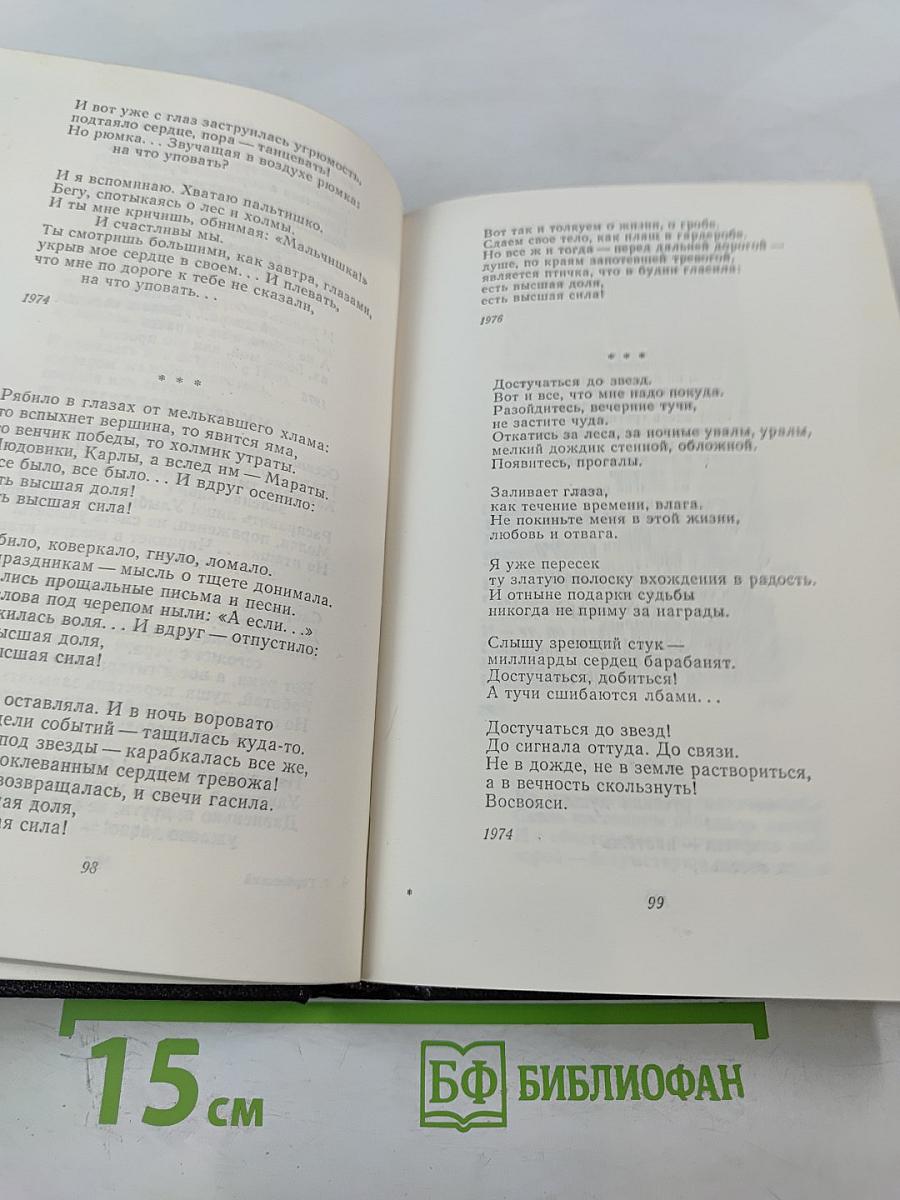 И вот уже с глаз заструилась угрюмость,
подтаяло сердце, пора — танцевать!
Но рюмка... Звучащая в воздухе рюмка!
на что уповать?
И я вспоминаю. Хватаю пальтишко.
Бегу, спотыкаясь о лес и холмы.
И ты мне кричишь, обнимая: «Мальчишка!»
И счастливы мы.
Ты смотришь большими, как завтра, глазами,
укрыв мое сердце в своем... И плевать,
что мне по дороге к тебе не сказали,
на что уповать...
1974
* * *
Рябило в глазах от мелькавшего хлама:
то вспыхнет вершина, то явится яма,
то венчик победы, то холмик утраты.
Людовики, Карлы, а вслед им — Мараты.
все было, все было... И вдруг осенило:
ть высшая доля!
ть высшая сила!
било, коверкало, гнуло, ломало.
раздникам — мысль о тщете донимала.
лись прощальные письма и песни.
лова под черепом ныли: «А если...»
жилась воля... И вдруг — отпустило:
ысшая доля,
ысшая сила!
оставляла. И в ночь воровато
дели событий — тащилась куда-то.
под звезды — карабкалась все же,
оклеванным сердцем тревожа!
возвращалась, и свечи гасила.
ая доля,
ая сила!
98
Вот так и толкуем о жизни, о гробе.
Сдаем свое тело, как плащ в гардеробе.
Но все ж и тогда — перед дальней дорогой —
душе, по краям запотевшей тревогой,
является птичка, что в будни гласила:
есть высшая доля,
есть высшая сила!
1976
* * *
Достучаться до звезд.
Вот и все, что мне надо покуда.
Разойдитесь, вечерние тучи,
не застите чуда.
Откатись за леса, за ночные увалы, уралы,
мелкий дождик стенной, обложной.
Появитесь, прогалы.
Заливает глаза,
как течение времени, влага.
Не покиньте меня в этой жизни,
любовь и отвага.
Я уже пересек
ту златую полоску вхождения в радость.
И отныне подарки судьбы
никогда не приму за награды.
Слышу зреющий стук —
миллиарды сердец барабанят.
Достучаться, добиться!
А тучи сшибаются лбами...
Достучаться до звезд!
До сигнала оттуда. До связи.
Не в дожде, не в земле раствориться,
а в вечность скользнуть!
Восвояси.
1974
*
99
15 см
БФ БИБЛИОФАН